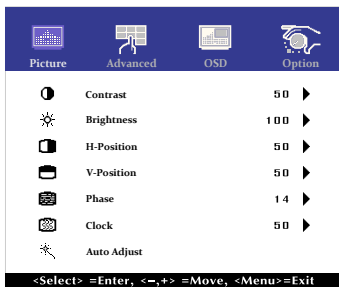 Picture Advanced OSD Option
Contrast 50
Brightness 100
H-Position 50
V-Position 50
Phase 14
Clock 50
Auto Adjust
<Select> =Enter, <–,+> =Move, <Menu>=Exit